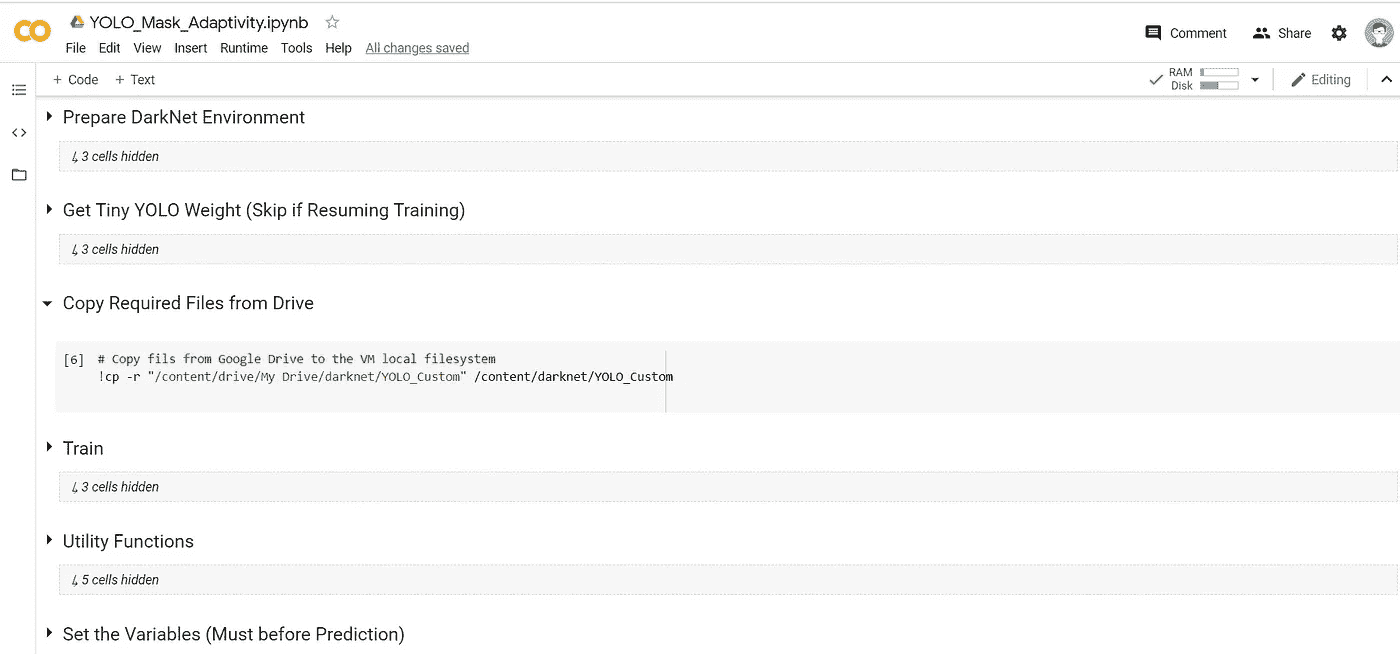 YOLO_Mask_Adaptivity.ipynb
File Edit View Insert Runtime Tools Help All changes saved
Comment Share
+ Code + Text
RAM
Disk
Editing
Prepare DarkNet Environment
3 cells hidden
Get Tiny YOLO Weight (Skip if Resuming Training)
3 cells hidden
Copy Required Files from Drive
[6] # Copy fils from Google Drive to the VM local filesystem
!cp -r "/content/drive/My Drive/darknet/YOLO_Custom" /content/darknet/YOLO_Custom
Train
3 cells hidden
Utility Functions
5 cells hidden
Set the Variables (Must before Prediction)